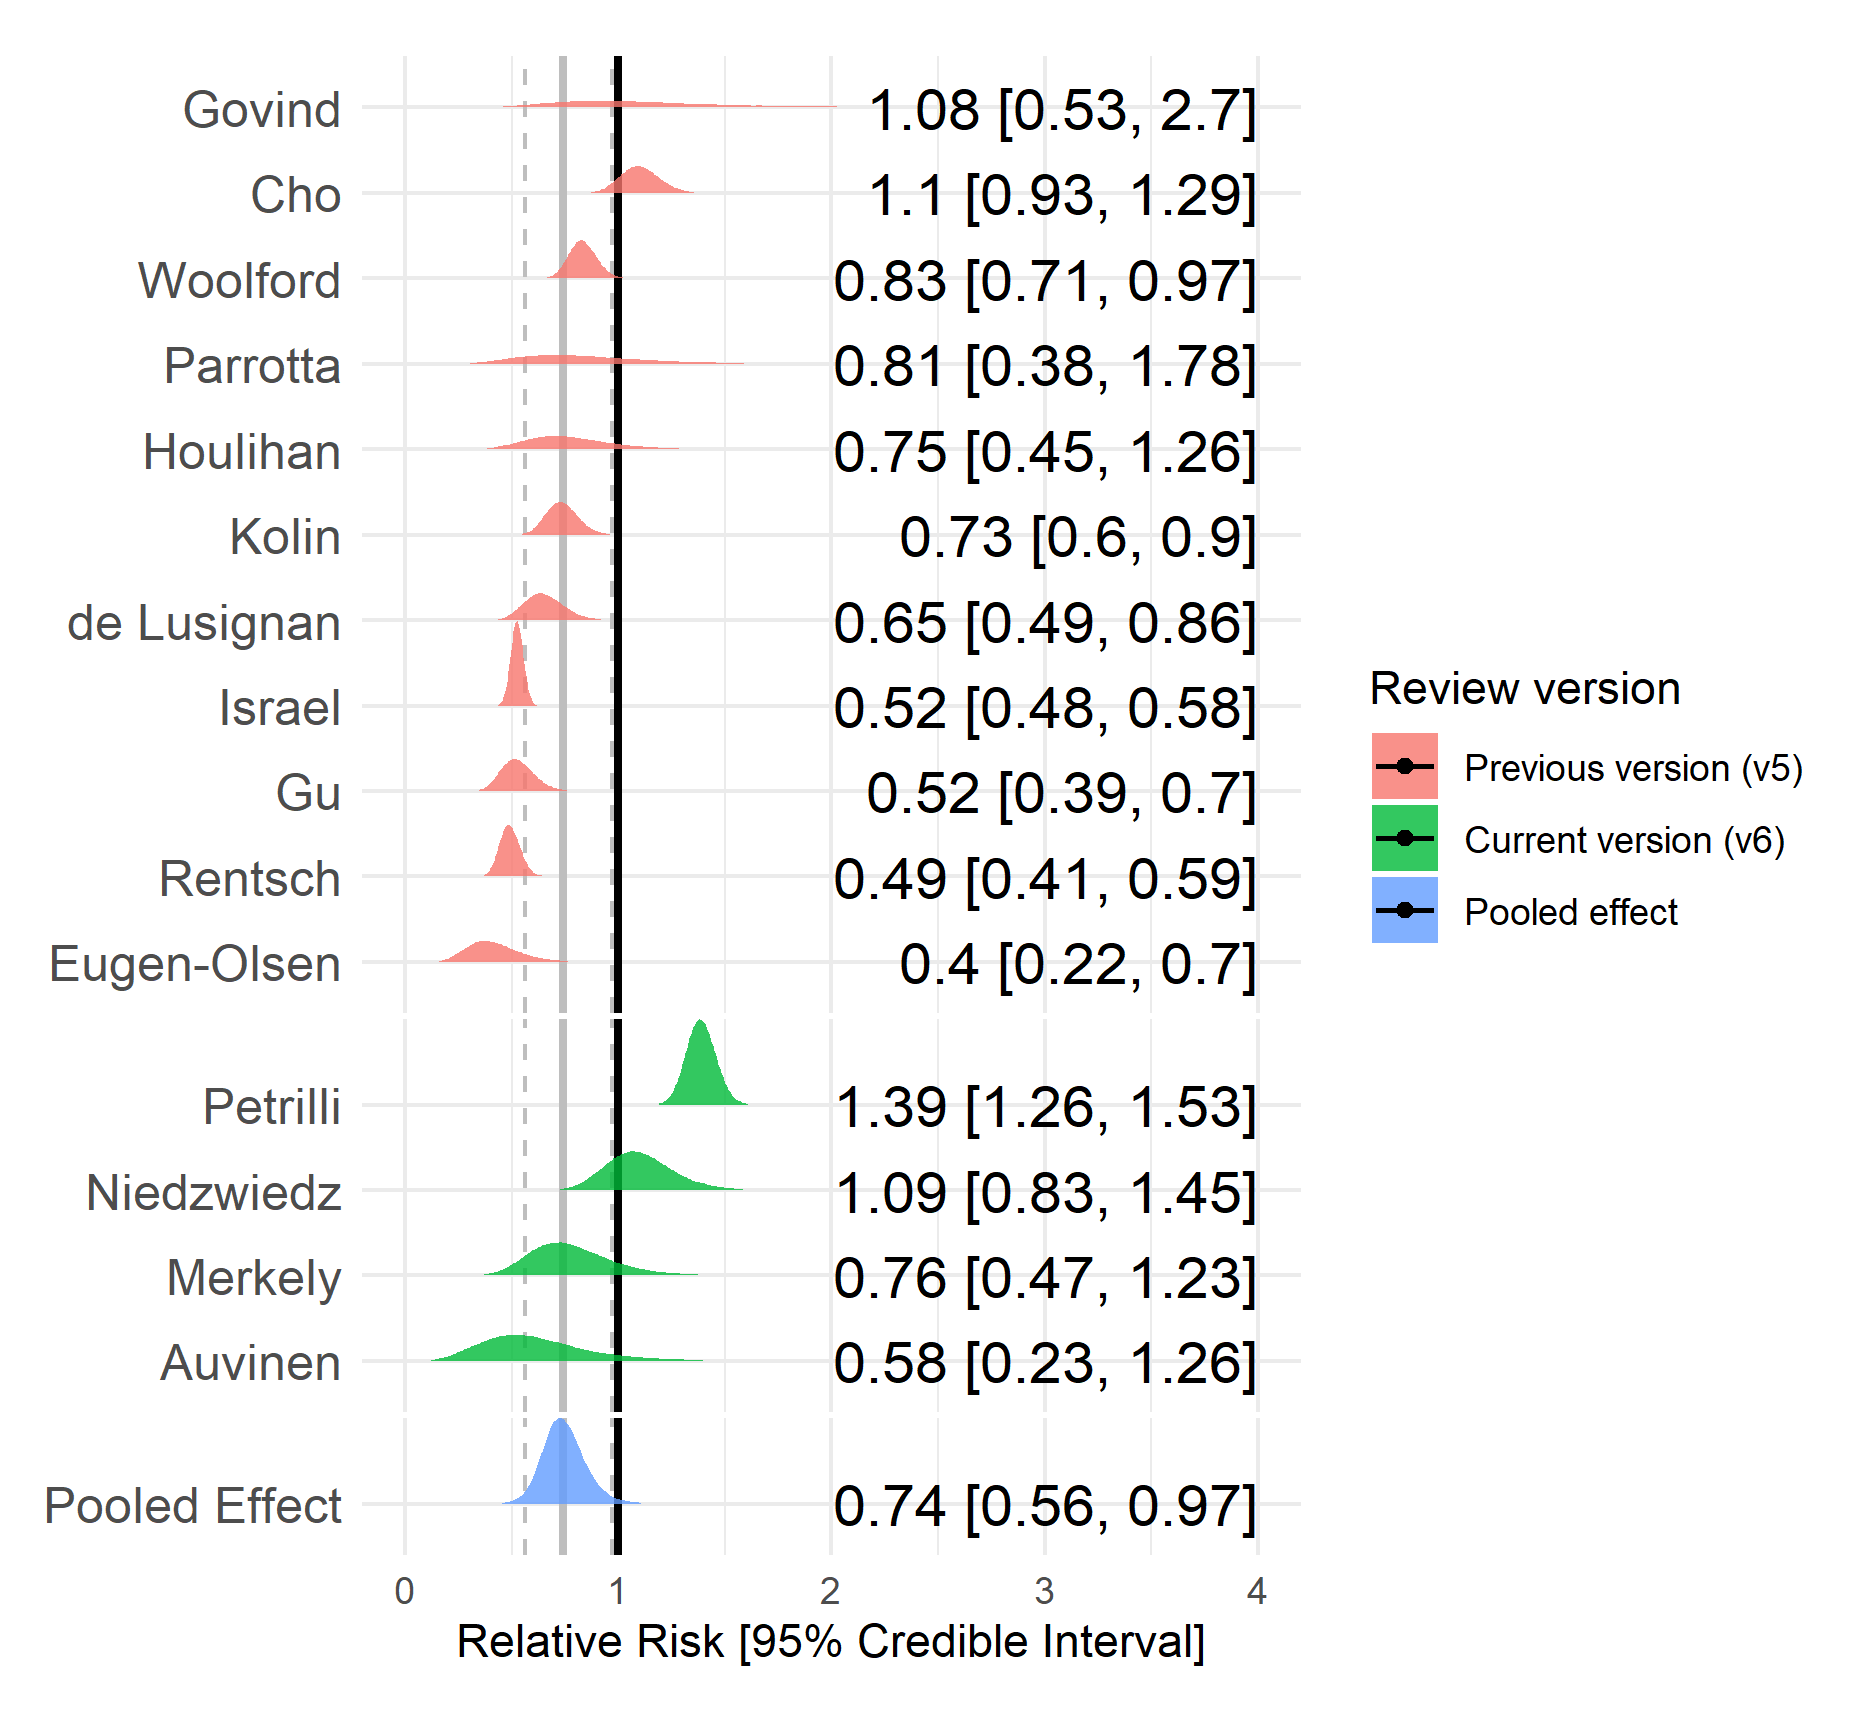 Govind 1.08 [0.53, 2.7]
Cho 1.1 [0.93, 1.29]
Woolford 0.83 [0.71, 0.97]
Parrotta 0.81 [0.38, 1.78]
Houlihan 0.75 [0.45, 1.26]
Kolin 0.73 [0.6, 0.9]
de Lusignan 0.65 [0.49, 0.86]
Israel 0.52 [0.48, 0.58]
Gu 0.52 [0.39, 0.7]
Rentsch 0.49 [0.41, 0.59]
Eugen-Olsen 0.4 [0.22, 0.7]
Petrilli 1.39 [1.26, 1.53]
Niedzwiedz 1.09 [0.83, 1.45]
Merkely 0.76 [0.47, 1.23]
Auvinen 0.58 [0.23, 1.26]
Pooled Effect 0.74 [0.56, 0.97]
0 1 2 3 4
Relative Risk [95% Credible Interval]
Review version
Previous version (v5)
Current version (v6)
Pooled effect